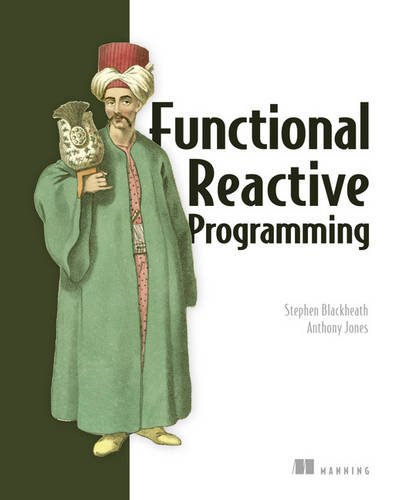 Functional
Reactive
Programming
Stephen Blackheath
Anthony Jones
MANNING